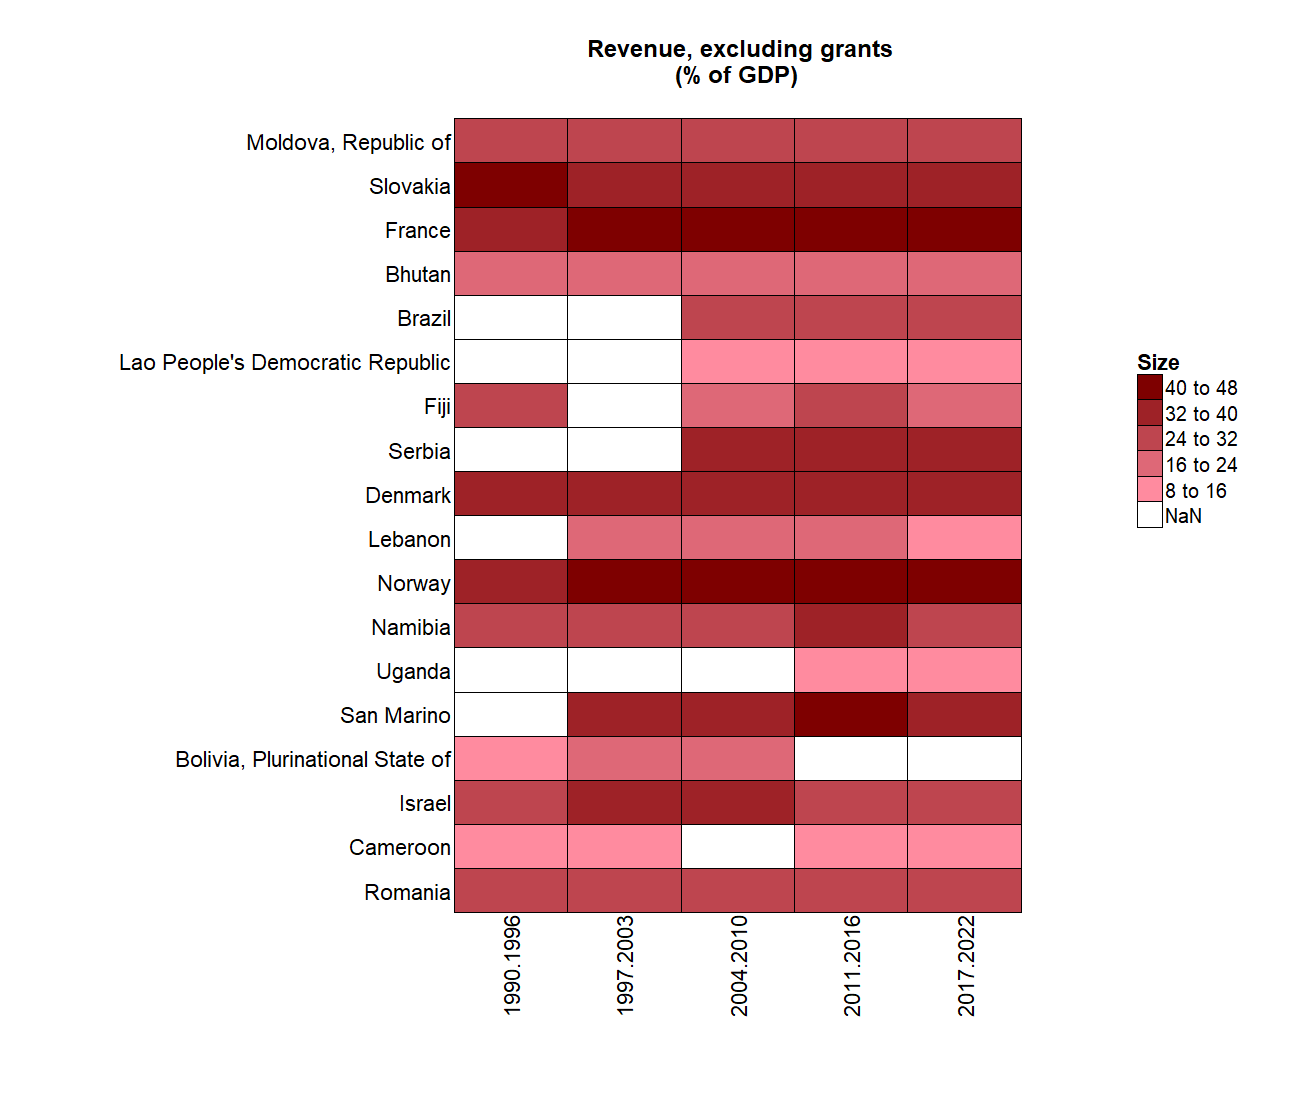 Revenue, excluding grants
(% of GDP)
Moldova, Republic of
Slovakia
France
Bhutan
Brazil
Lao People's Democratic Republic
Fiji
Serbia
Denmark
Lebanon
Norway
Namibia
Uganda
San Marino
Bolivia, Plurinational State of
Israel
Cameroon
Romania
1990.1996
1997.2003
2004.2010
2011.2016
2017.2022
Size
40 to 48
32 to 40
24 to 32
16 to 24
8 to 16
NaN